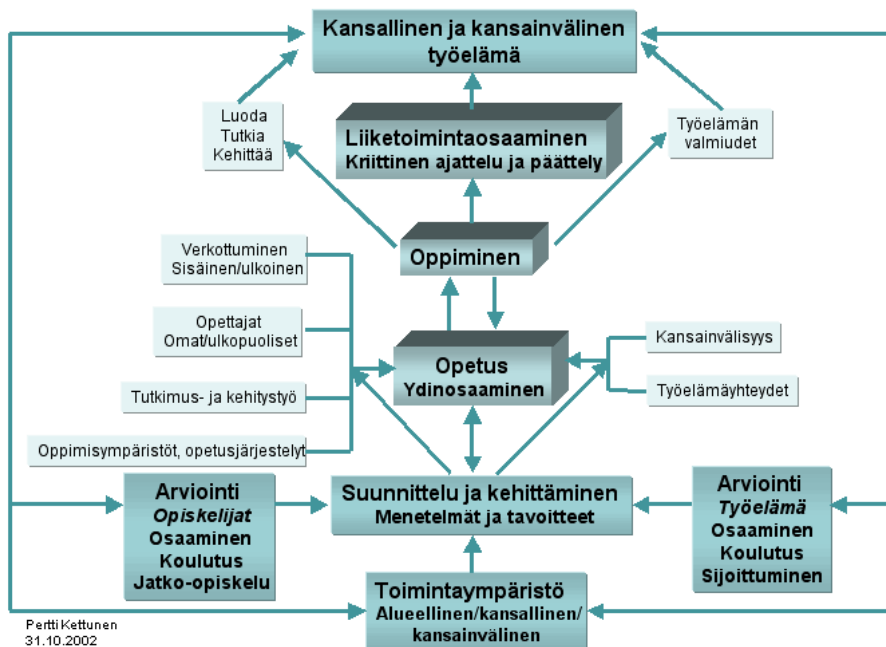 Kansallinen ja kansainvälinen
työelämä
Luoda
Tutkia
Kehittää
Liiketoimintaosaaminen
Kriittinen ajattelu ja päättely
Työelämän
valmiudet
Oppiminen
Verkottuminen
Sisäinen/ulkoinen
Opettajat
Omat/ulkopuoliset
Tutkimus- ja kehitystyö
Oppimisympäristöt, opetusjärjestelyt
Opetus
Ydinosaaminen
Kansainvälisyys
Työelämäyhteydet
Arviointi
Opiskelijat
Osaaminen
Koulutus
Jatko-opiskelu
Suunnittelu ja kehittäminen
Menetelmät ja tavoitteet
Arviointi
Työelämä
Osaaminen
Koulutus
Sijoittuminen
Toimintaympäristö
Alueellinen/kansallinen/
kansainvälinen
Pertti Kettunen
31.10.2002